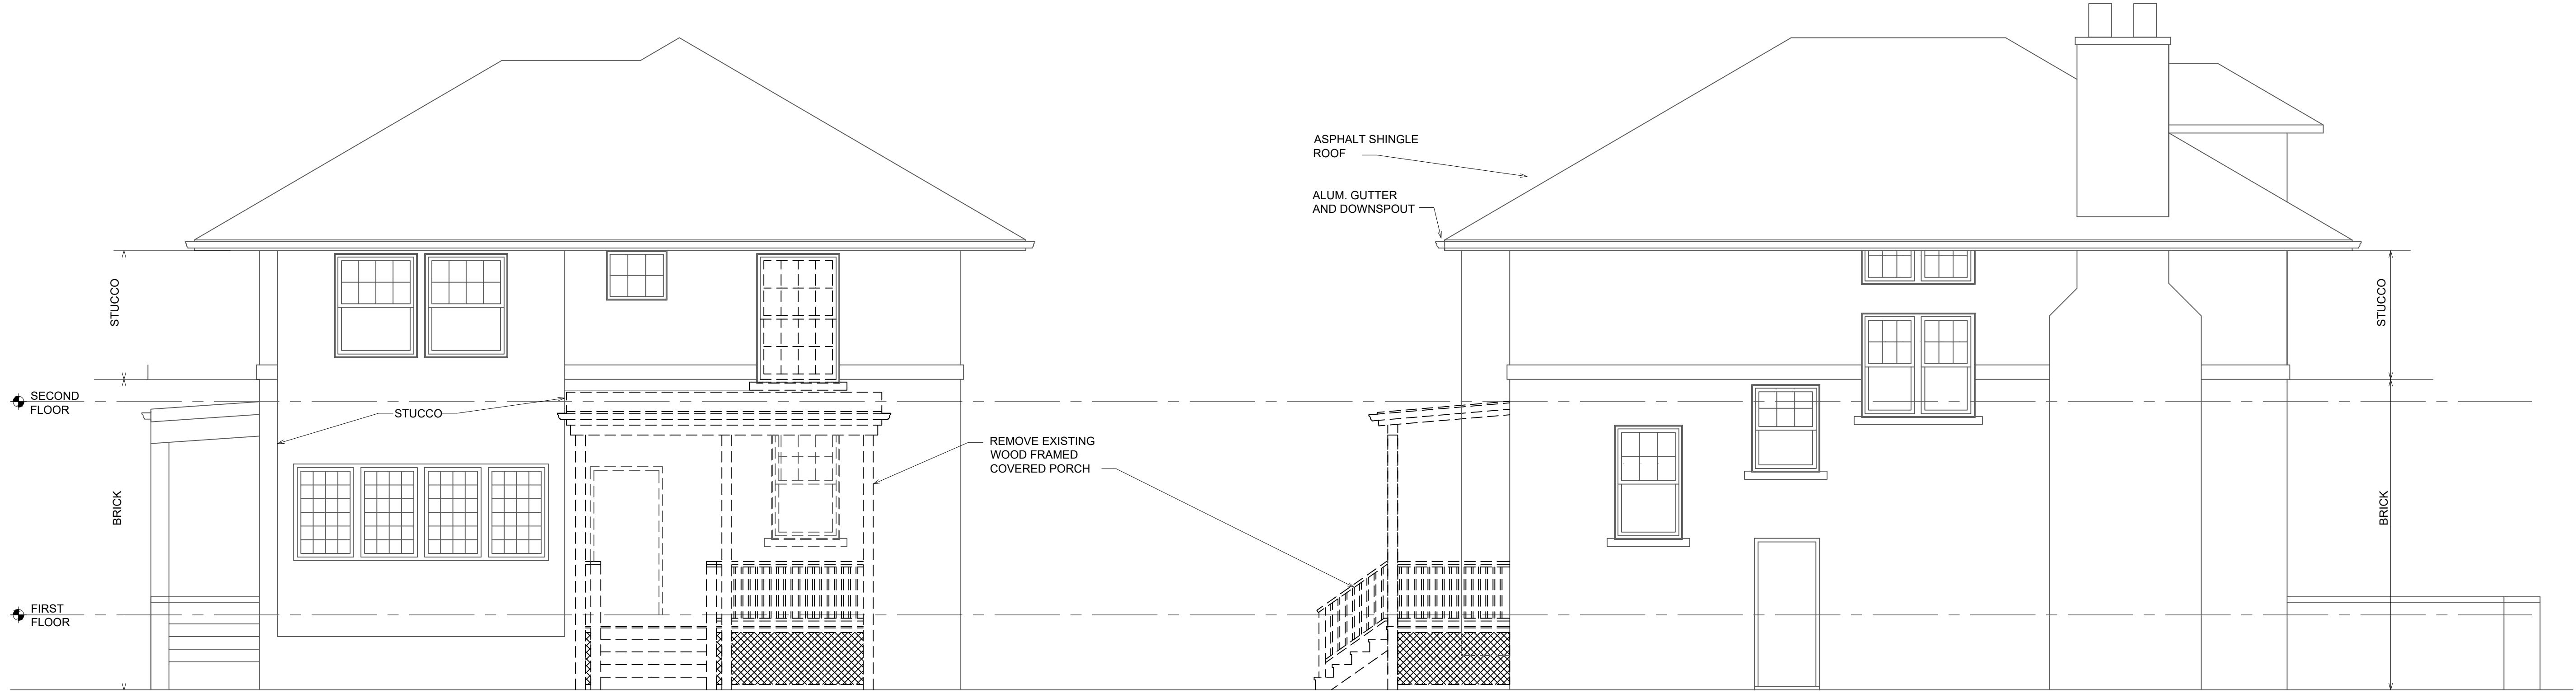 ASPHALT SHINGLE
ROOF
ALUM. GUTTER
AND DOWNSPOUT
STUCCO
STUCCO
SECOND
FLOOR
STUCCO
REMOVE EXISTING
WOOD FRAMED
COVERED PORCH
BRICK
BRICK
FIRST
FLOOR